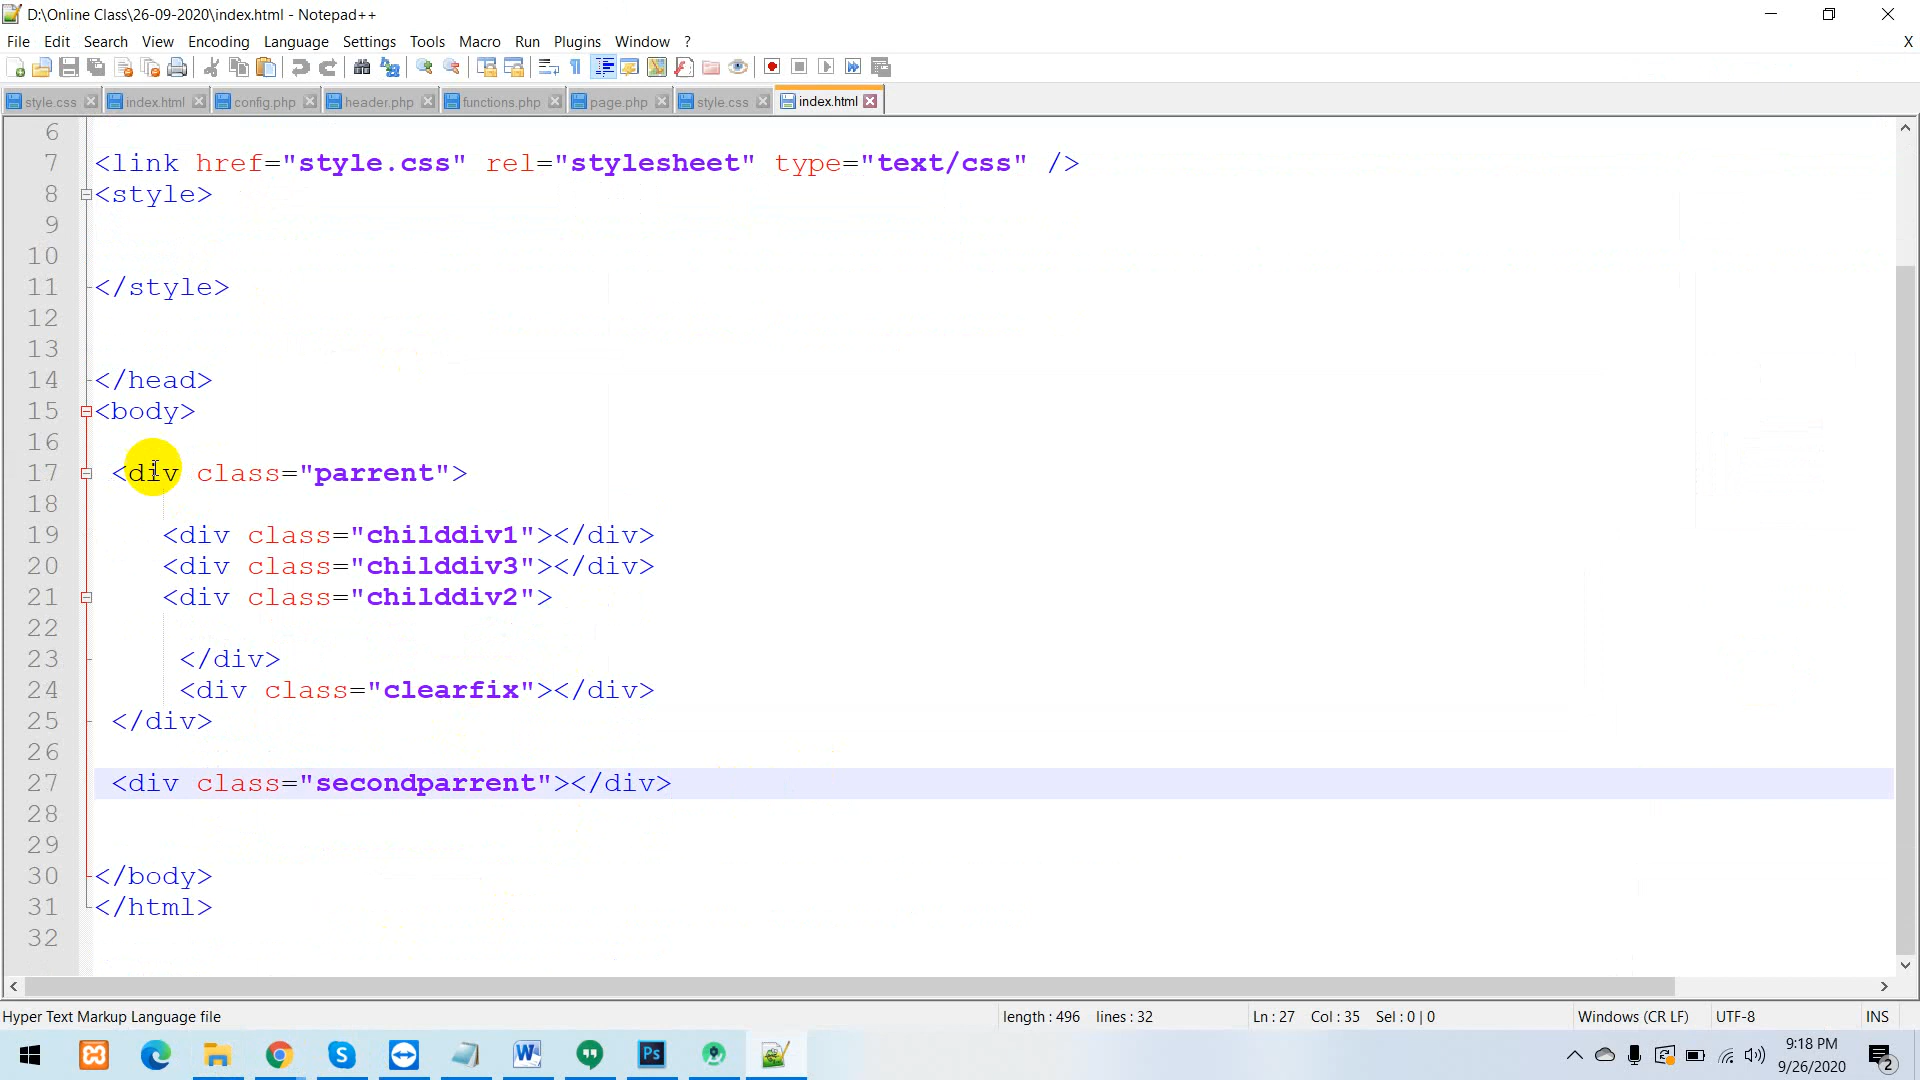 D:\Online Class\26-09-2020\index.html - Notepad++
File Edit Search View Encoding Language Settings Tools Macro Run Plugins Window ? X
style.css index.html config.php header.php functions.php page.php style.css index.html
6
7 <link href="style.css" rel="stylesheet" type="text/css" />
8 <style>
9
10
11 </style>
12
13
14 </head>
15 <body>
16
17 <div class="parrent">
18
19 <div class="childdiv1"></div>
20 <div class="childdiv3"></div>
21 <div class="childdiv2">
22
23 </div>
24 <div class="clearfix"></div>
25 </div>
26
27 <div class="secondparrent"></div>
28
29
30 </body>
31 </html>
32
Hyper Text Markup Language file length : 496 lines : 32 Ln : 27 Col : 35 Sel : 0 | 0 Windows (CR LF) UTF-8 INS
9:18 PM
9/26/2020
2